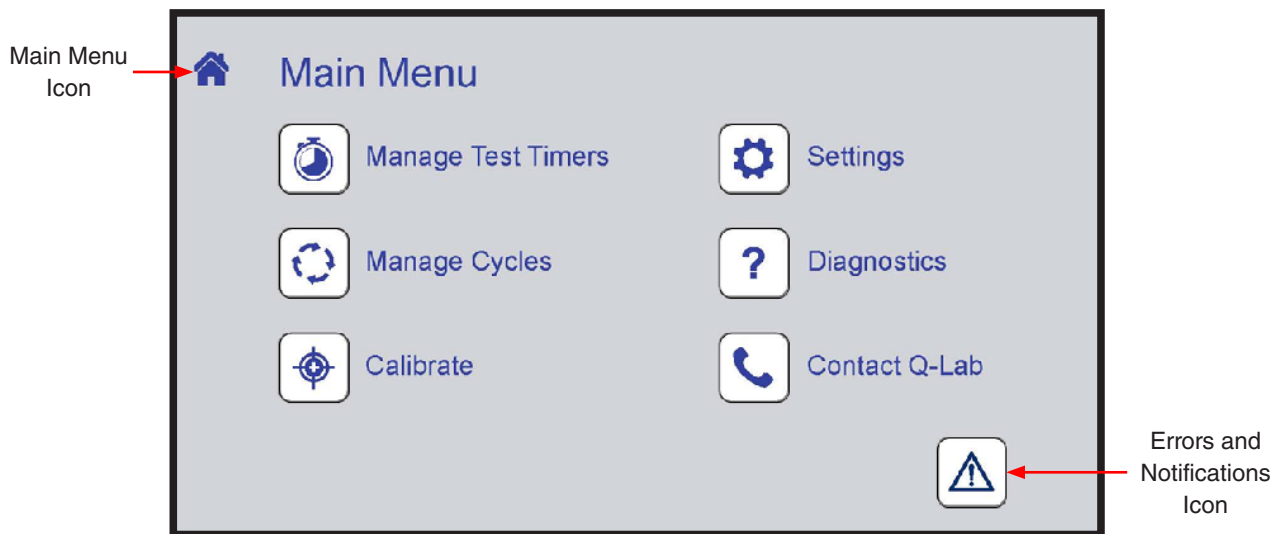 Main Menu
Icon
Main Menu
Manage Test Timers
Settings
Manage Cycles
?
Diagnostics
Calibrate
Contact Q-Lab
Errors and
Notifications
Icon